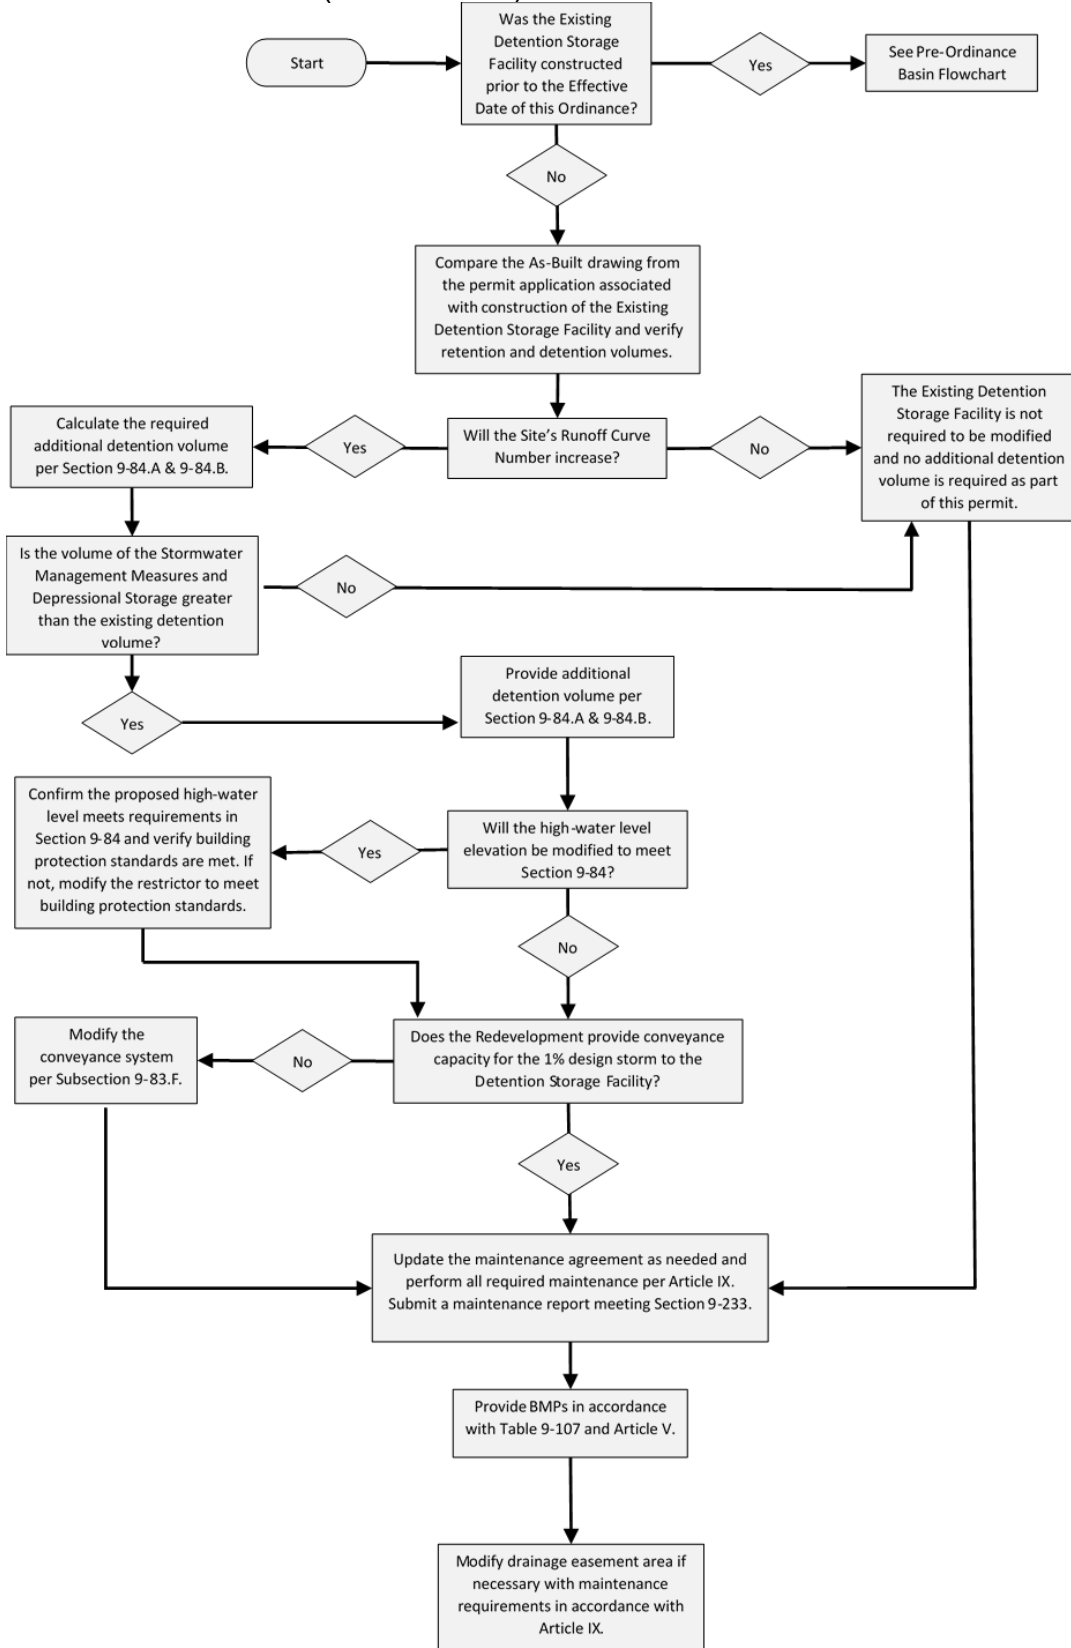 Start
Was the Existing
Detention Storage
Facility constructed
prior to the Effective
Date of this Ordinance?
Yes
See Pre-Ordinance
Basin Flowchart
No
Compare the As-Built drawing from
the permit application associated
with construction of the Existing
Detention Storage Facility and verify
retention and detention volumes.
Calculate the required
additional detention volume
per Section 9-84.A & 9-84.B.
Yes
Will the Site's Runoff Curve
Number increase?
No
The Existing Detention
Storage Facility is not
required to be modified
and no additional detention
volume is required as part
of this permit.
Is the volume of the Stormwater
Management Measures and
Depressional Storage greater
than the existing detention
volume?
No
Yes
Provide additional
detention volume per
Section 9-84.A & 9-84.B.
Confirm the proposed high-water
level meets requirements in
Section 9-84 and verify building
protection standards are met. If
not, modify the restrictor to meet
building protection standards.
Yes
Will the high-water level
elevation be modified to meet
Section 9-84?
No
Modify the
conveyance system
per Subsection 9-83.F.
No
Does the Redevelopment provide conveyance
capacity for the 1% design storm to the
Detention Storage Facility?
Yes
Update the maintenance agreement as needed and
perform all required maintenance per Article IX.
Submit a maintenance report meeting Section 9-233.
Provide BMPs in accordance
with Table 9-107 and Article V.
Modify drainage easement area if
necessary with maintenance
requirements in accordance with
Article IX.